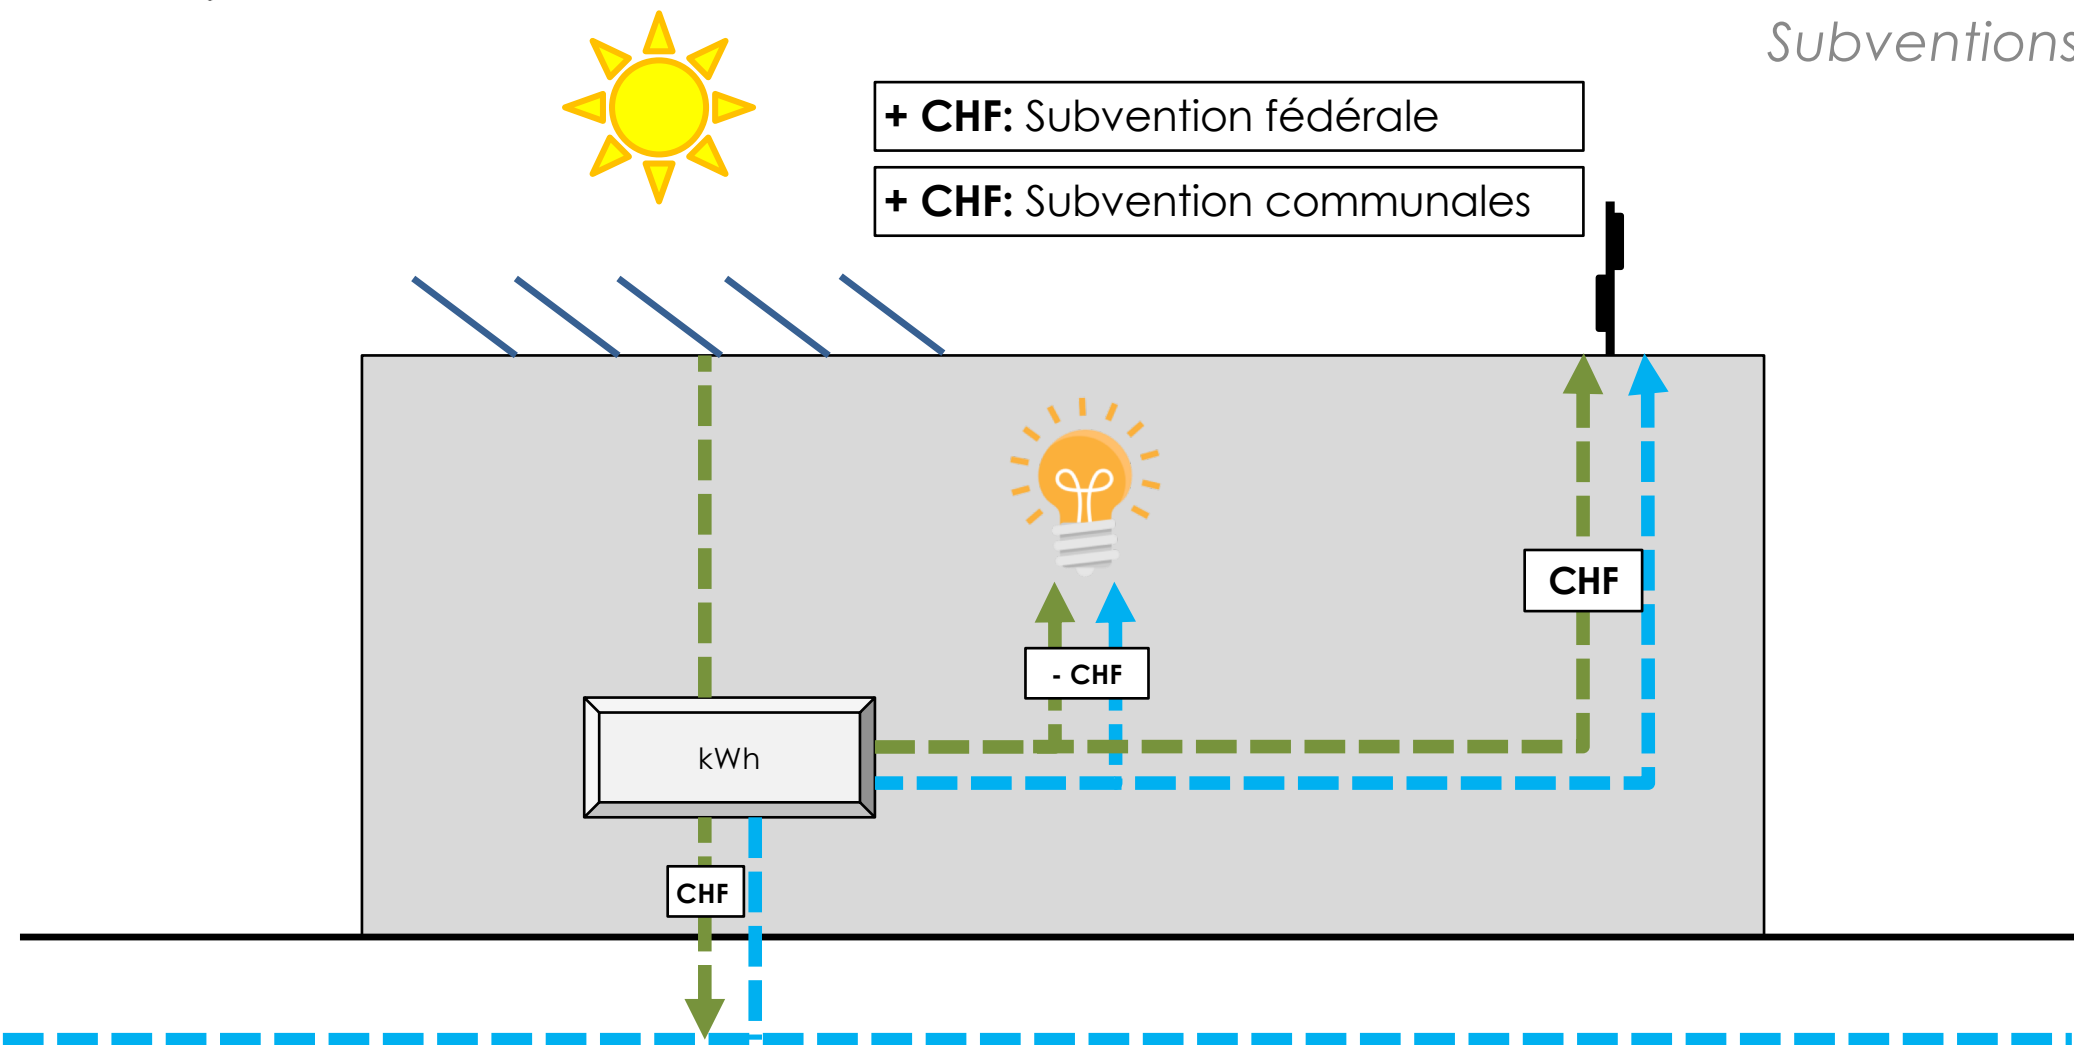 Subventions
+ CHF: Subvention fédérale
+ CHF: Subvention communales
CHF
- CHF
kWh
CHF